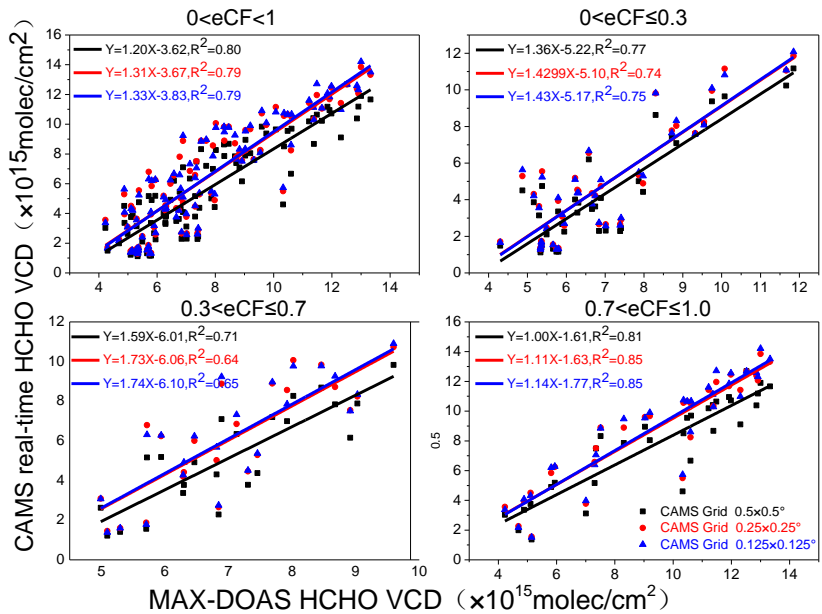 0<eCF<1
0<eCF≤0.3
Y=1.20X-3.62,R²=0.80
Y=1.31X-3.67,R²=0.79
Y=1.33X-3.83,R²=0.79
Y=1.36X-5.22,R²=0.77
Y=1.4299X-5.10,R²=0.74
Y=1.43X-5.17,R²=0.75
16
14
12
10
8
6
4
2
0
12
10
8
6
4
2
0
4 6 8 10 12 14
4 5 6 7 8 9 10 11 12
0.3<eCF≤0.7
0.7<eCF≤1.0
Y=1.59X-6.01,R²=0.71
Y=1.73X-6.06,R²=0.64
Y=1.74X-6.10,R²=0.65
Y=1.00X-1.61,R²=0.81
Y=1.11X-1.63,R²=0.85
Y=1.14X-1.77,R²=0.85
12
10
8
6
4
2
0
16
14
12
10
8
6
4
2
0
0.5
CAMS Grid 0.5×0.5°
CAMS Grid 0.25×0.25°
CAMS Grid 0.125×0.125°
5 6 7 8 9 10
4 6 8 10 12 14
CAMS real-time HCHO VCD（×10¹⁵molec/cm²）
MAX-DOAS HCHO VCD（×10¹⁵molec/cm²）